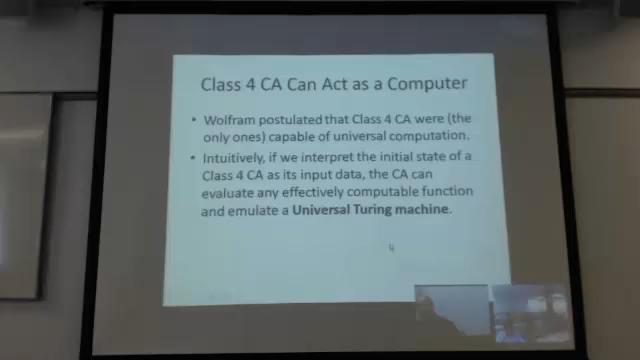 Class 4 CA Can Act as a Computer
• Wolfram postulated that Class 4 CA were (the
only ones) capable of universal computation.
• Intuitively, if we interpret the initial state of a
Class 4 CA as its input data, the CA can
evaluate any effectively computable function
and emulate a Universal Turing machine.